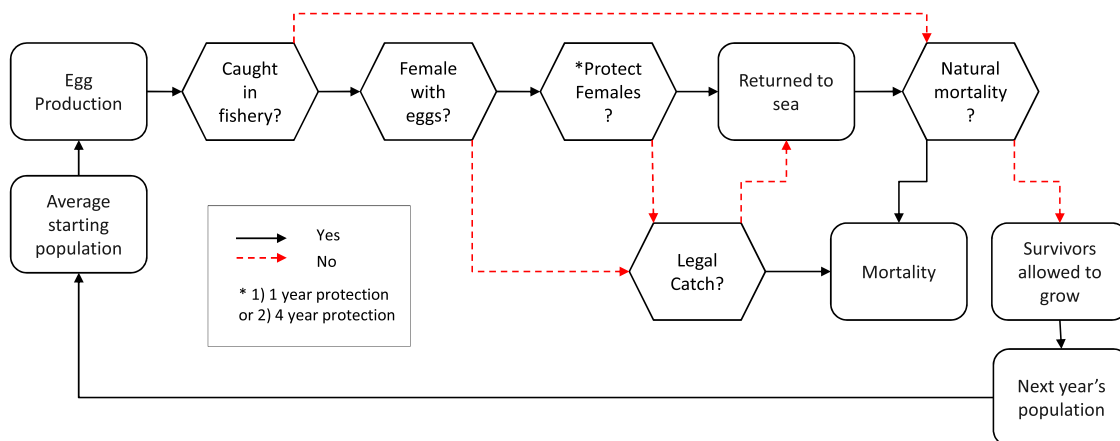 Egg
Production
Caught
in
fishery?
Female
with
eggs?
*Protect
Females
?
Returned to
sea
Natural
mortality
?
Average
starting
population
Yes
No
* 1) 1 year protection
or 2) 4 year protection
Legal
Catch?
Mortality
Survivors
allowed to
grow
Next year's
population